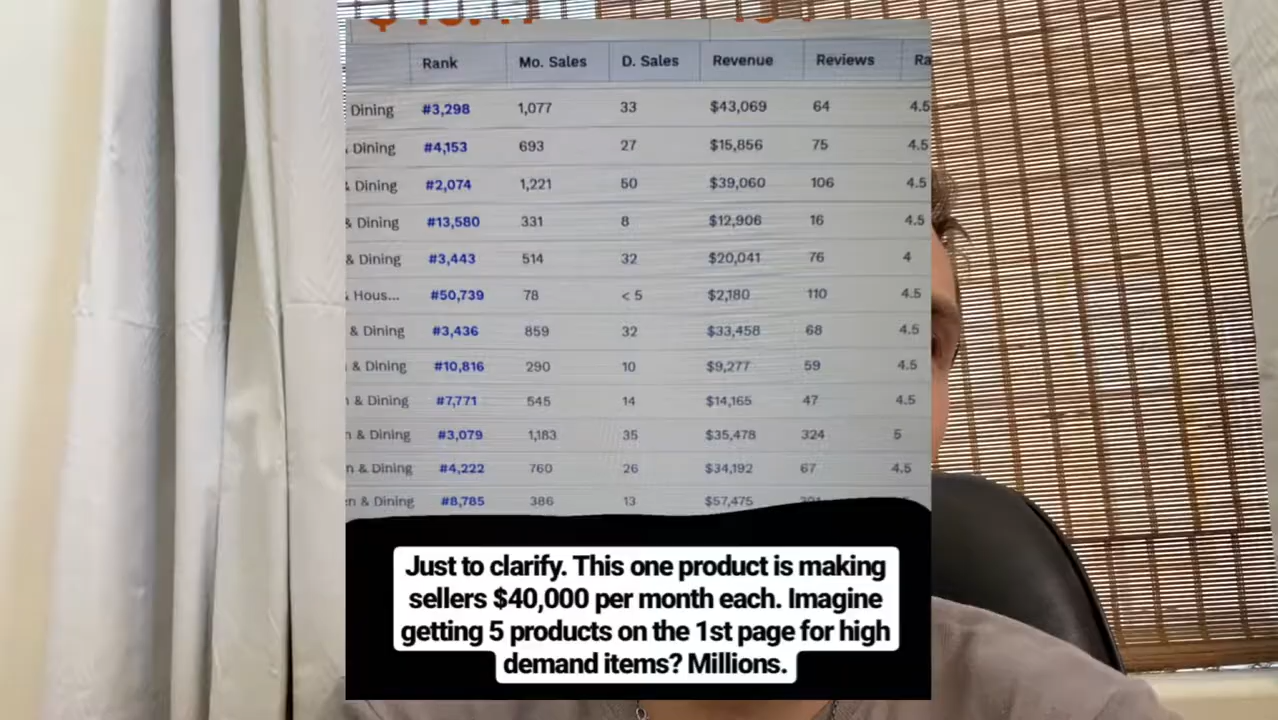 Rank Mo. Sales D. Sales Revenue Reviews
Dining #3,298 1,077 33 $43,069 64 4.5
Dining #4,153 693 27 $15,856 75 4.5
Dining #2,074 1,221 50 $39,060 106 4.5
& Dining #13,580 331 8 $12,906 16 4.5
& Dining #3,443 514 32 $20,041 76 4
Hous... #50,739 78 < 5 $2,180 110 4.5
& Dining #3,436 859 32 $33,458 68 4.5
& Dining #10,816 290 10 $9,277 59 4.5
& Dining #7,771 545 14 $14,165 47 4.5
& Dining #3,079 1,183 35 $35,478 324 5
& Dining #4,222 760 26 $34,192 67 4.5
& Dining #8,785 386 13 $57,475
Just to clarify. This one product is making
sellers $40,000 per month each. Imagine
getting 5 products on the 1st page for high
demand items? Millions.